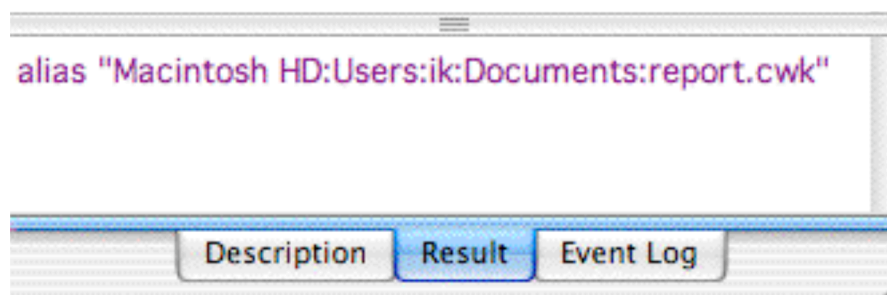 alias "Macintosh HD:Users:ik:Documents:report.cwk"
Description Result Event Log